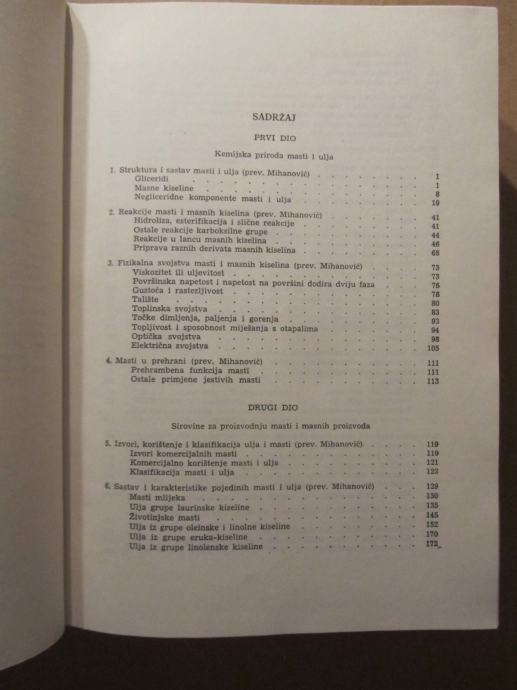 SADRŽAJ
PRVI DIO
Kemijska priroda masti i ulja
1. Struktura i sastav masti i ulja (prev. Mihanović) . . . . . . . 1
Gliceridi . . . . . . . . . . . . . 1
Masne kiseline . . . . . . . . . . . . 8
Negliceridne komponente masti i ulja . . . . . . . . 19
2. Reakcije masti i masnih kiselina (prev. Mihanović) . . . . . . 41
Hidroliza, esterifikacija i slične reakcije . . . . . . . 41
Ostale reakcije karboksilne grupe . . . . . . . . 44
Reakcije u lancu masnih kiselina . . . . . . . . 46
Priprava raznih derivata masnih kiselina . . . . . . . 68
3. Fizikalna svojstva masti i masnih kiselina (prev. Mihanović) . . . . 73
Viskozitet ili uljevitost . . . . . . . . . . 73
Površinska napetost i napetost na površini dodira dviju faza . . . . 76
Gustoća i rastezljivost . . . . . . . . . . 78
Talište . . . . . . . . . . . . . 80
Toplinska svojstva . . . . . . . . . . . 83
Točke dimljenja, paljenja i gorenja . . . . . . . . 93
Topljivost i sposobnost miješanja s otapalima . . . . . . 94
Optička svojstva . . . . . . . . . . . 98
Električna svojstva . . . . . . . . . . . 105
4. Masti u prehrani (prev. Mihanović) . . . . . . . . . 111
Prehrambena funkcija masti . . . . . . . . . 111
Ostale primjene jestivih masti . . . . . . . . . 113
DRUGI DIO
Sirovine za proizvodnju masti i masnih proizvoda
5. Izvori, korištenje i klasifikacija ulja i masti (prev. Mihanović) . . . . 119
Izvori komercijalnih masti . . . . . . . . . . 119
Komercijalno korištenje masti i ulja . . . . . . . . 121
Klasifikacija masti i ulja . . . . . . . . . . 123
6. Sastav i karakteristike pojedinih masti i ulja (prev. Mihanović) . . . . 129
Masti mlijeka . . . . . . . . . . . . 130
Ulja grupe laurinske kiseline . . . . . . . . . 135
Životinjske masti . . . . . . . . . . . 145
Ulja iz grupe oleinske i linolne kiseline . . . . . . . 152
Ulja iz grupe eruka-kiseline . . . . . . . . . 170
Ulja iz grupe linolenske kiseline . . . . . . . . 172